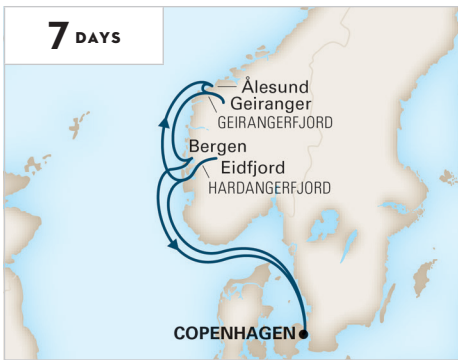 7 DAYS
Ålesund
Geiranger
GEIRANGERFJORD
Bergen
Eidfjord
HARDANGERFJORD
COPENHAGEN